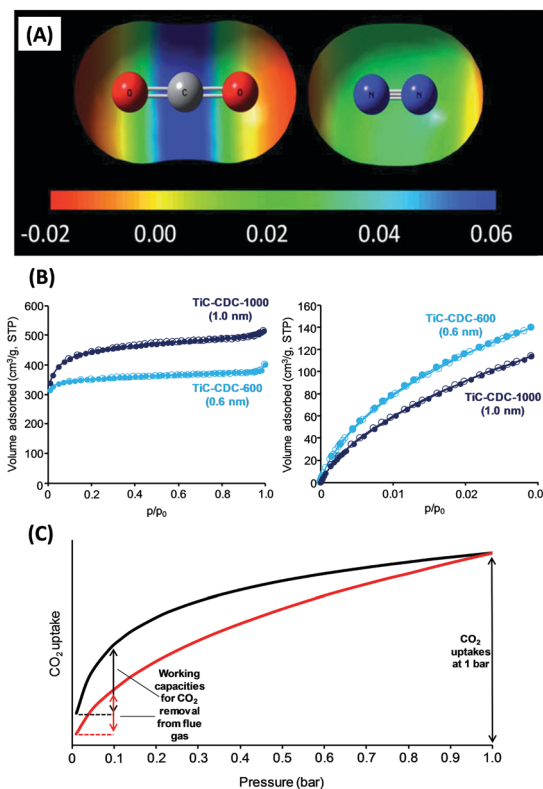 (A)
O C O N N
-0.02 0.00 0.02 0.04 0.06
(B)
Volume adsorbed (cm³/g, STP)
600
500
400
300
200
100
0
TiC-CDC-1000
(1.0 nm)
TiC-CDC-600
(0.6 nm)
0 0.2 0.4 0.6 0.8 1.0
p/p₀
Volume adsorbed (cm³/g, STP)
160
140
120
100
80
60
40
20
0
TiC-CDC-600
(0.6 nm)
TiC-CDC-1000
(1.0 nm)
0 0.01 0.02 0.0
p/p₀
(C)
CO₂ uptake
Working
capacities
for CO₂
removal
from flue
gas
CO₂
uptakes
at 1 bar
0 0.1 0.2 0.3 0.4 0.5 0.6 0.7 0.8 0.9 1.0
Pressure (bar)